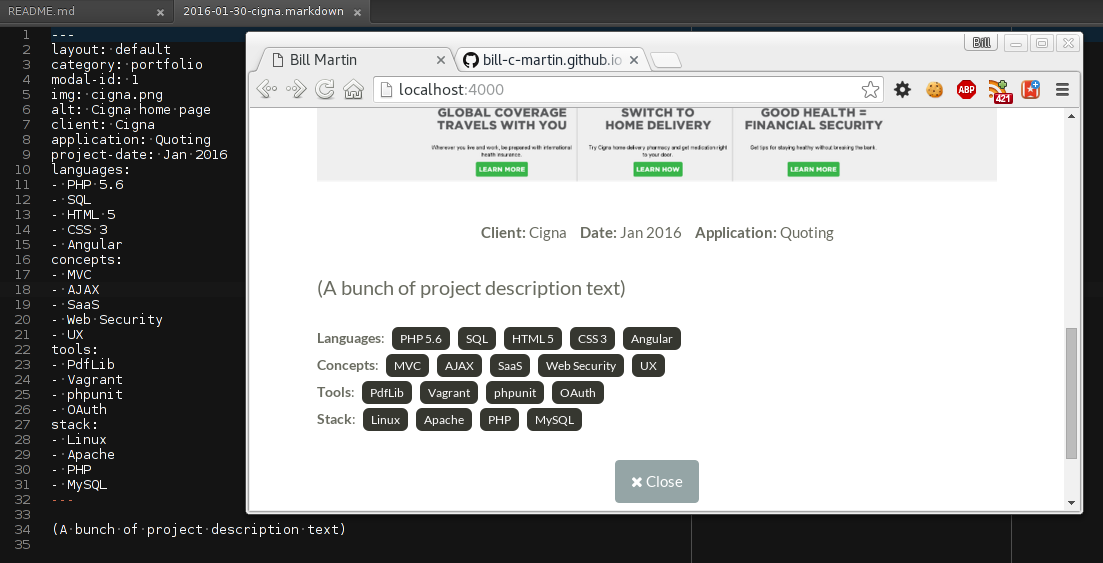 README.md ×
2016-01-30-cigna.markdown ×
1 ---
2 layout: default
3 category: portfolio
4 modal-id: 1
5 img: cigna.png
6 alt: Cigna home page
7 client: Cigna
8 application: Quoting
9 project-date: Jan 2016
10 languages:
11 - PHP 5.6
12 - SQL
13 - HTML 5
14 - CSS 3
15 - Angular
16 concepts:
17 - MVC
18 - AJAX
19 - SaaS
20 - Web Security
21 - UX
22 tools:
23 - PdfLib
24 - Vagrant
25 - phpunit
26 - OAuth
27 stack:
28 - Linux
29 - Apache
30 - PHP
31 - MySQL
32 ---
33
34 (A bunch of project description text)
35
Bill
Bill Martin ×
bill-c-martin.github.io ×
localhost:4000
ABP
421
GLOBAL COVERAGE
TRAVELS WITH YOU
Wherever you live and work, be prepared with international
health insurance.
LEARN MORE
SWITCH TO
HOME DELIVERY
Try Cigna home delivery pharmacy and get medication right
to your door.
LEARN HOW
GOOD HEALTH =
FINANCIAL SECURITY
Get tips for staying healthy without breaking the bank.
LEARN MORE
Client: Cigna Date: Jan 2016 Application: Quoting
(A bunch of project description text)
Languages: PHP 5.6 SQL HTML 5 CSS 3 Angular
Concepts: MVC AJAX SaaS Web Security UX
Tools: PdfLib Vagrant phpunit OAuth
Stack: Linux Apache PHP MySQL
× Close